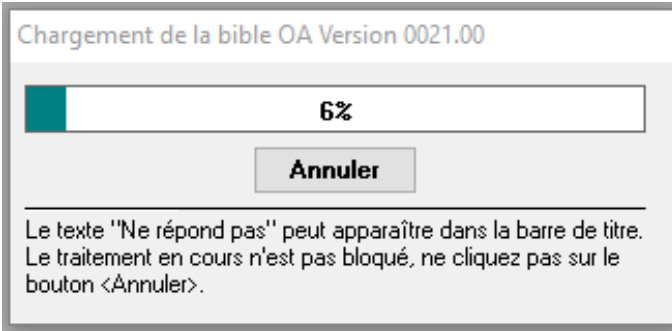 Chargement de la bible OA Version 0021.00
6%
Annuler
Le texte "Ne répond pas" peut apparaître dans la barre de titre.
Le traitement en cours n'est pas bloqué, ne cliquez pas sur le
bouton <Annuler>.